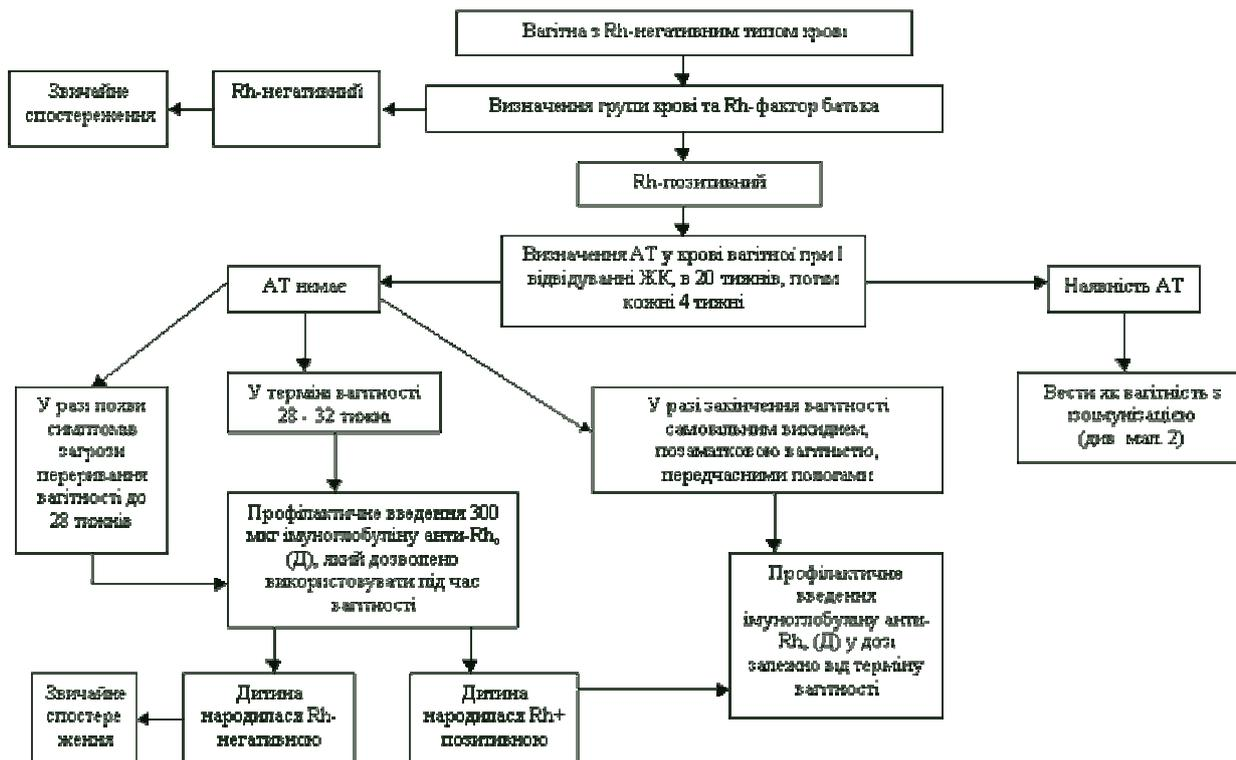 Вагітна з Rh-негативним типом крові
Звичайне
спостереження
Rh-негативний
Визначення групи крові та Rh-фактор батька
Rh-позитивний
Визначення АТ у крові вагітної при І
відвідуванні ЖК, в 20 тижнів, потім
кожні 4 тижні
АТ немає
Наявність АТ
У разі появи
симптомів
загрози
переривання
вагітності до
28 тижнів
У терміні вагітності
28 - 32 тижні
У разі закінчення вагітності
самовільним викиднем,
позаматковою вагітністю,
передчасними пологами
Вести як вагітність з
ізоімунізацією
(див. мал. 2)
Профілактичне введення 300
мкг імуноглобуліну анти-Rhₒ
(Д), який дозволено
використовувати під час
вагітності
Профілактичне
введення
імуноглобуліну анти-
Rhₒ (Д) у дозі
залежно від терміну
вагітності
Звичайне
спостере
ження
Дитина
народилася Rh-
негативною
Дитина
народилася Rh+
позитивною